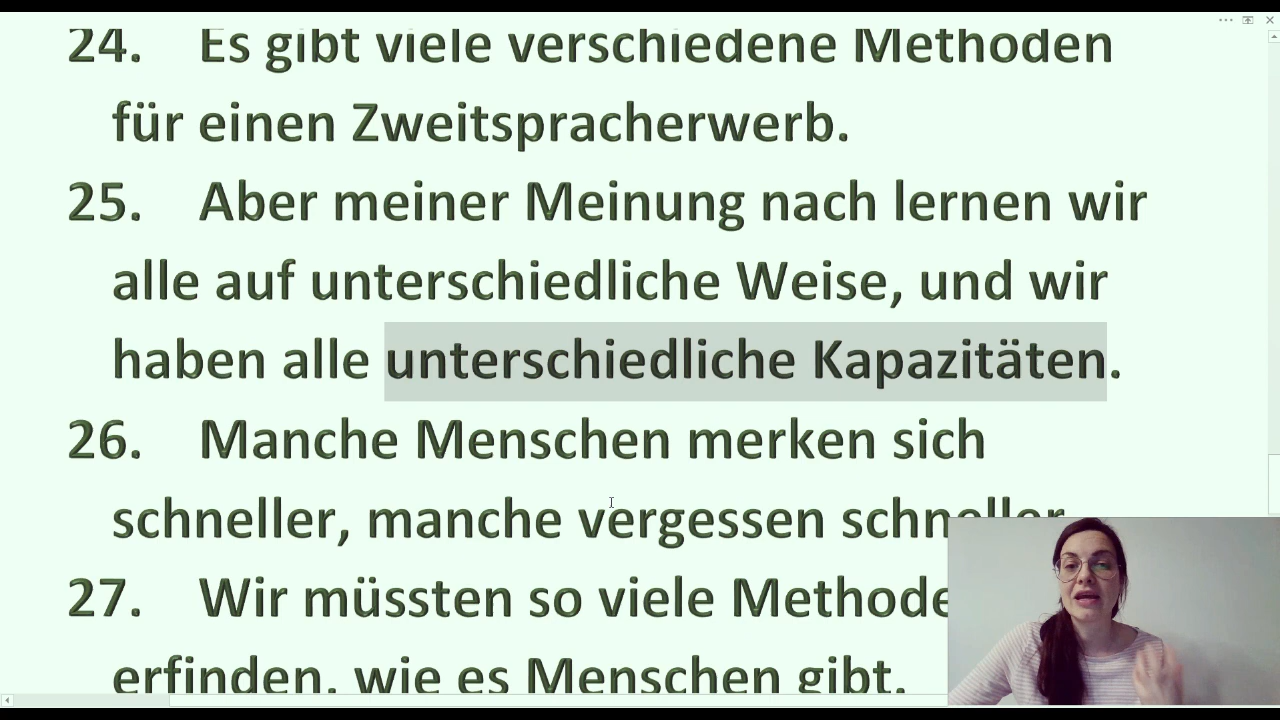 24. Es gibt viele verschiedene Methoden
für einen Zweitspracherwerb.
25. Aber meiner Meinung nach lernen wir
alle auf unterschiedliche Weise, und wir
haben alle unterschiedliche Kapazitäten.
26. Manche Menschen merken sich
schneller, manche vergessen schneller
27. Wir müssten so viele Methode
erfinden, wie es Menschen gibt.